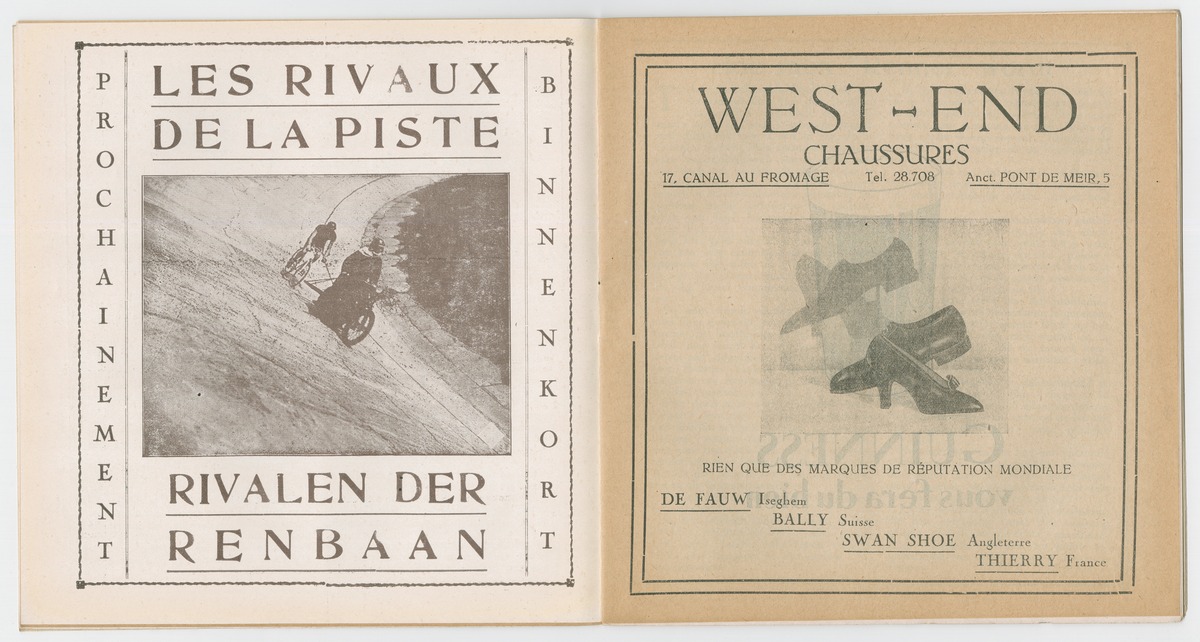 PROCHAINEMENT
LES RIVAUX
DE LA PISTE
RIVALEN DER
RENBAAN
BINNENKORT
WEST-END
CHAUSSURES
17, CANAL AU FROMAGE Tel. 28.708 Anct. PONT DE MEIR, 5
RIEN QUE DES MARQUES DE RÉPUTATION MONDIALE
DE FAUW Iseghem
BALLY Suisse
SWAN SHOE Angleterre
THIERRY France
GUINNESS
vous fera du bien